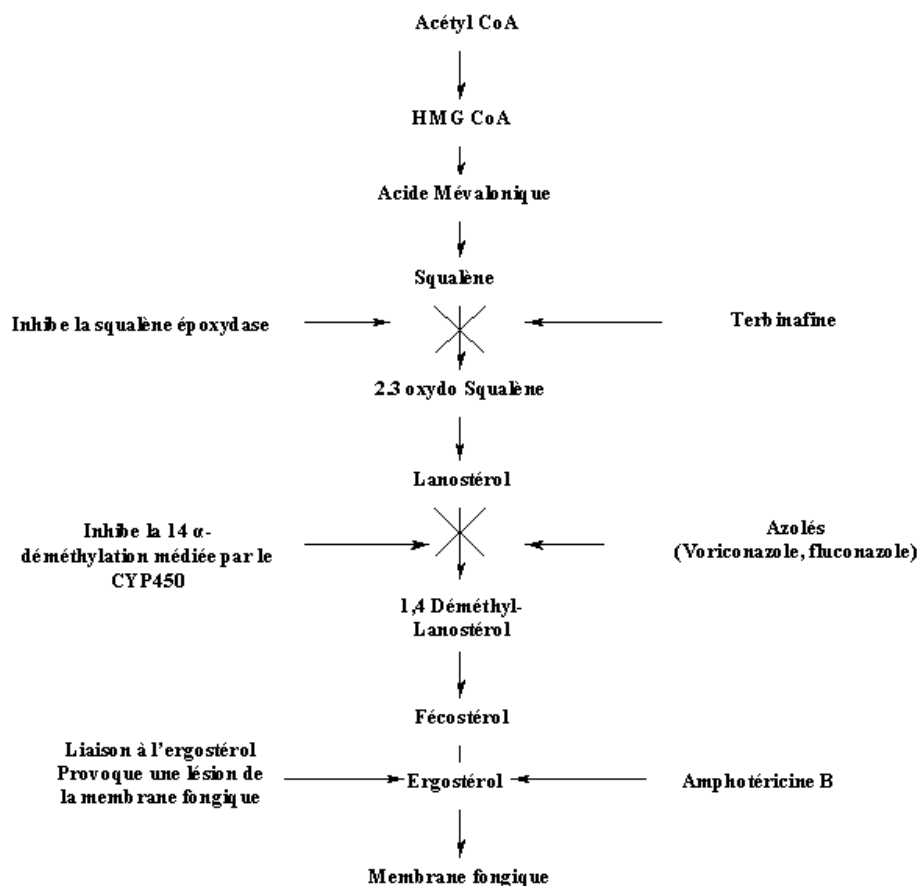 Acétyl CoA
HMG CoA
Acide Mévalonique
Squalène
Inhibe la squalène époxydase
Terbinafine
2.3 oxydo Squalène
Lanostérol
Inhibe la 14 α-
déméthylation médiée par le
CYP450
Azolés
(Voriconazole, fluconazole)
1,4 Déméthyl-
Lanostérol
Fécostérol
Liaison à l'ergostérol
Provoque une lésion de
la membrane fongique
Ergostérol
Amphotéricine B
Membrane fongique